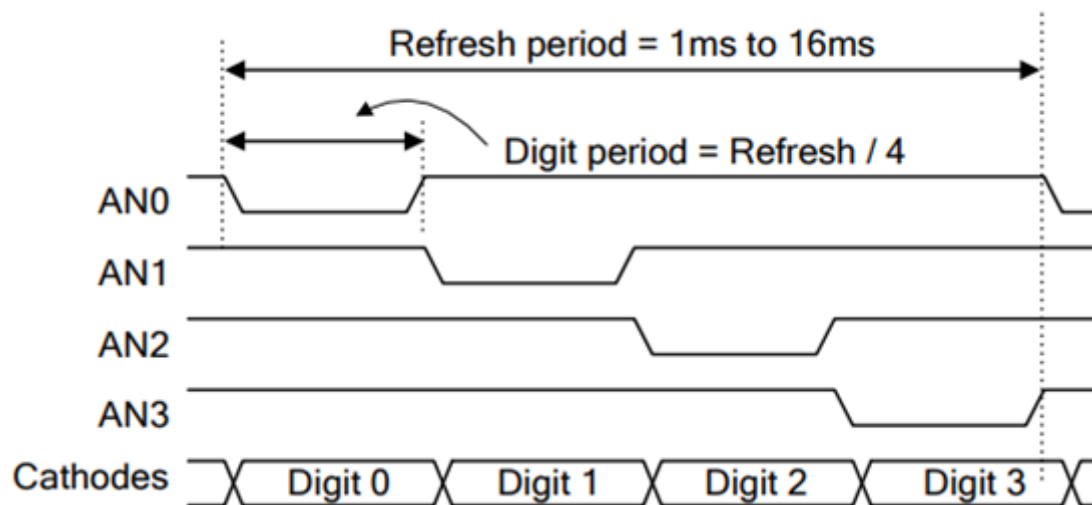 Refresh period = 1ms to 16ms
Digit period = Refresh / 4
AN0
AN1
AN2
AN3
Cathodes Digit 0 Digit 1 Digit 2 Digit 3